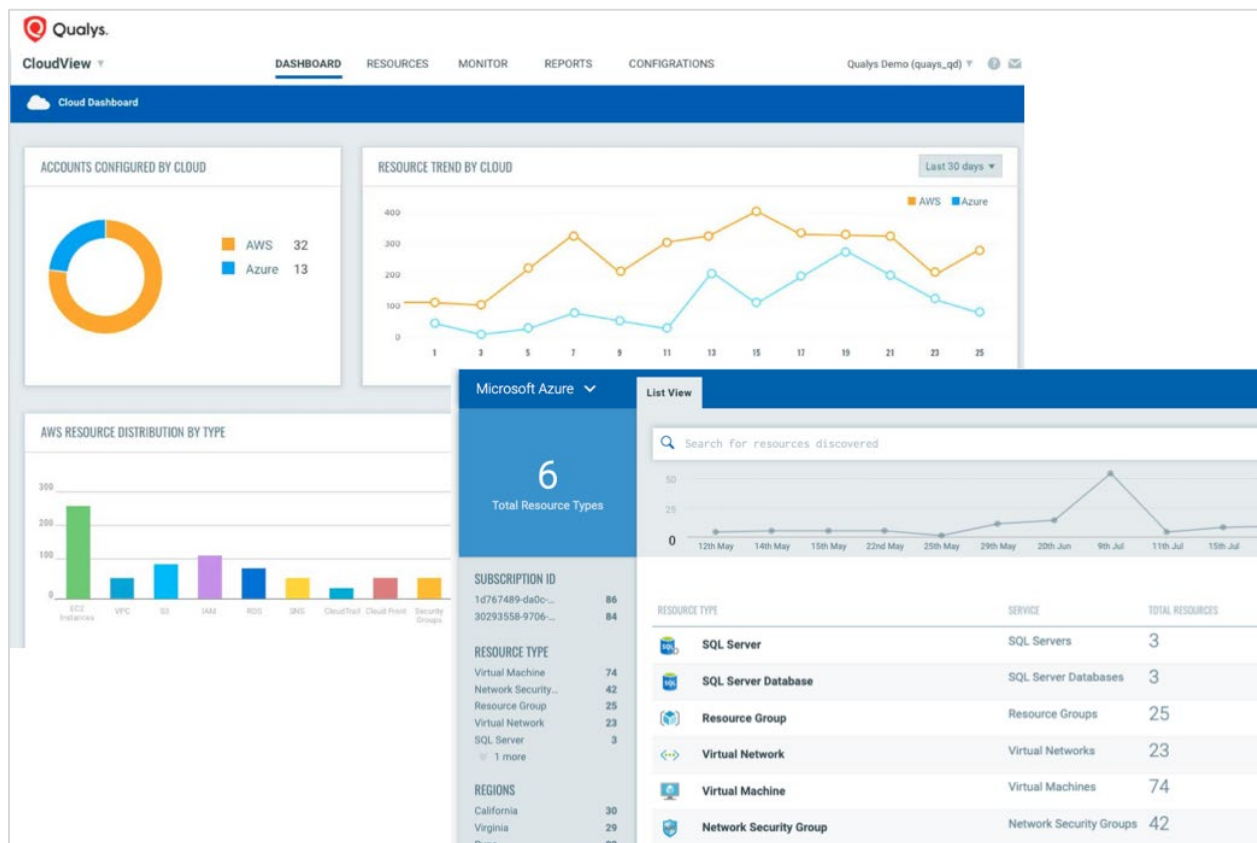 Qualys.
CloudView
DASHBOARD RESOURCES MONITOR REPORTS CONFIGRATIONS
Qualys Demo (quays_qd)
?
Cloud Dashboard
ACCOUNTS CONFIGURED BY CLOUD
AWS 32
Azure 13
RESOURCE TREND BY CLOUD
Last 30 days
AWS Azure
400
300
200
100
0
1 3 5 7 9 11 13 15 17 19 21 23 25
AWS RESOURCE DISTRIBUTION BY TYPE
300
200
100
0
EC2 Instances VPC S3 IAM RDS SNS CloudTrail Cloud Front Security Groups
Microsoft Azure
List View
6
Total Resource Types
Search for resources discovered
50
25
0
12th May 14th May 15th May 22nd May 25th May 29th May 20th Jun 9th Jul 11th Jul 15th Jul
SUBSCRIPTION ID
1d767489-da0c-... 86
30293558-9706-... 84
RESOURCE TYPE
Virtual Machine 74
Network Security... 42
Resource Group 25
Virtual Network 23
SQL Server 3
1 more
REGIONS
California 30
Virginia 29
RESOURCE TYPE SERVICE TOTAL RESOURCES
SQL SQL Server SQL Servers 3
SQL SQL Server Database SQL Server Databases 3
Resource Group Resource Groups 25
Virtual Network Virtual Networks 23
Virtual Machine Virtual Machines 74
Network Security Group Network Security Groups 42